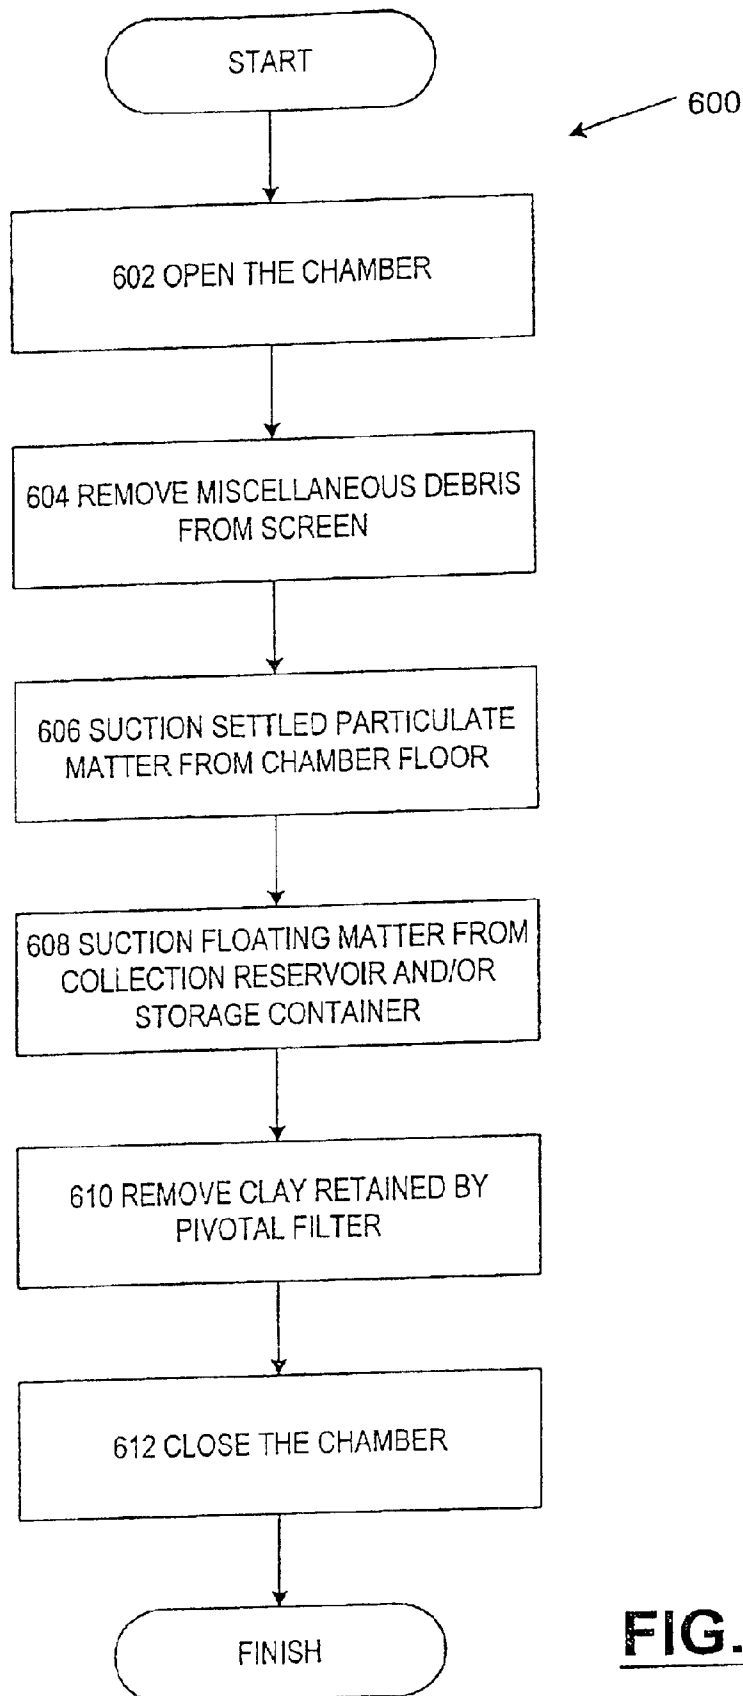 START
600
602 OPEN THE CHAMBER
604 REMOVE MISCELLANEOUS DEBRIS
FROM SCREEN
606 SUCTION SETTLED PARTICULATE
MATTER FROM CHAMBER FLOOR
608 SUCTION FLOATING MATTER FROM
COLLECTION RESERVOIR AND/OR
STORAGE CONTAINER
610 REMOVE CLAY RETAINED BY
PIVOTAL FILTER
612 CLOSE THE CHAMBER
FINISH
FIG.